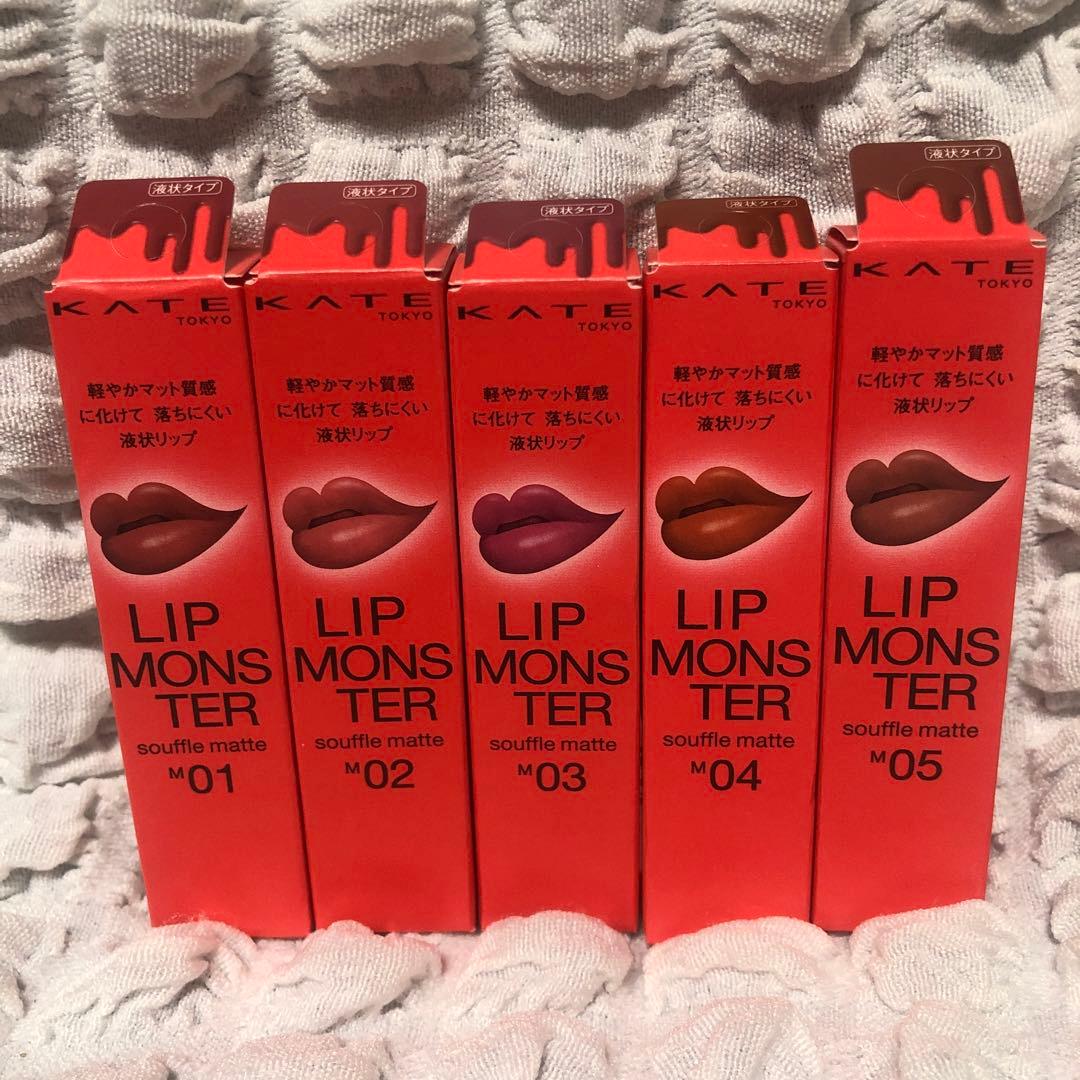 液状タイプ
KATE
TOKYO
軽やかマット質感
に化けて 落ちにくい
液状リップ
LIP
MONS
TER
souffle matte
M01
液状タイプ
KATE
TOKYO
軽やかマット質感
に化けて 落ちにくい
液状リップ
LIP
MONS
TER
souffle matte
M02
液状タイプ
KATE
TOKYO
軽やかマット質感
に化けて 落ちにくい
液状リップ
LIP
MONS
TER
souffle matte
M03
液状タイプ
KATE
TOKYO
軽やかマット質感
に化けて 落ちにくい
液状リップ
LIP
MONS
TER
souffle matte
M04
液状タイプ
KATE
TOKYO
軽やかマット質感
に化けて 落ちにくい
液状リップ
LIP
MONS
TER
souffle matte
M05